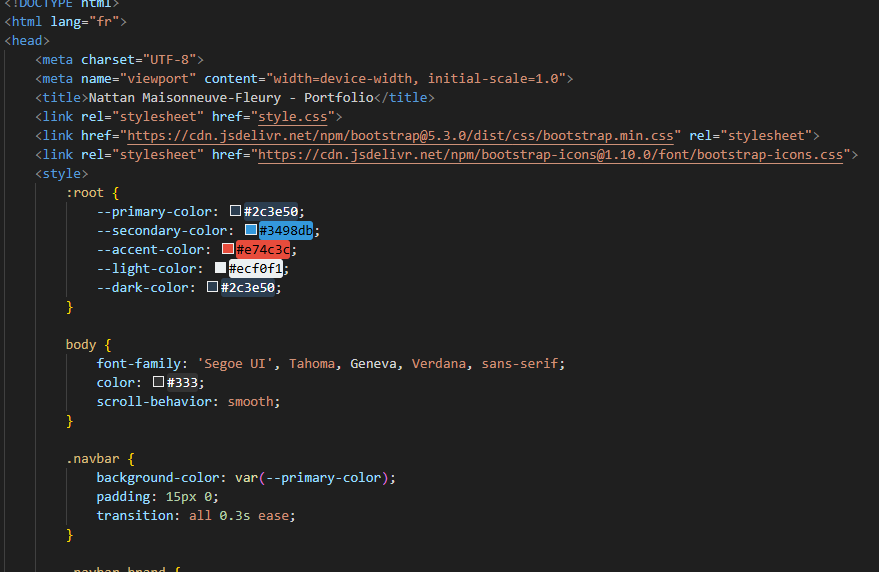 <!DOCTYPE html>
<html lang="fr">
<head>
<meta charset="UTF-8">
<meta name="viewport" content="width=device-width, initial-scale=1.0">
<title>Nattan Maisonneuve-Fleury - Portfolio</title>
<link rel="stylesheet" href="style.css">
<link href="https://cdn.jsdelivr.net/npm/bootstrap@5.3.0/dist/css/bootstrap.min.css" rel="stylesheet">
<link rel="stylesheet" href="https://cdn.jsdelivr.net/npm/bootstrap-icons@1.10.0/font/bootstrap-icons.css">
<style>
:root {
--primary-color: #2c3e50;
--secondary-color: #3498db;
--accent-color: #e74c3c;
--light-color: #ecf0f1;
--dark-color: #2c3e50;
}
body {
font-family: 'Segoe UI', Tahoma, Geneva, Verdana, sans-serif;
color: #333;
scroll-behavior: smooth;
}
.navbar {
background-color: var(--primary-color);
padding: 15px 0;
transition: all 0.3s ease;
}
.navbar-brand {